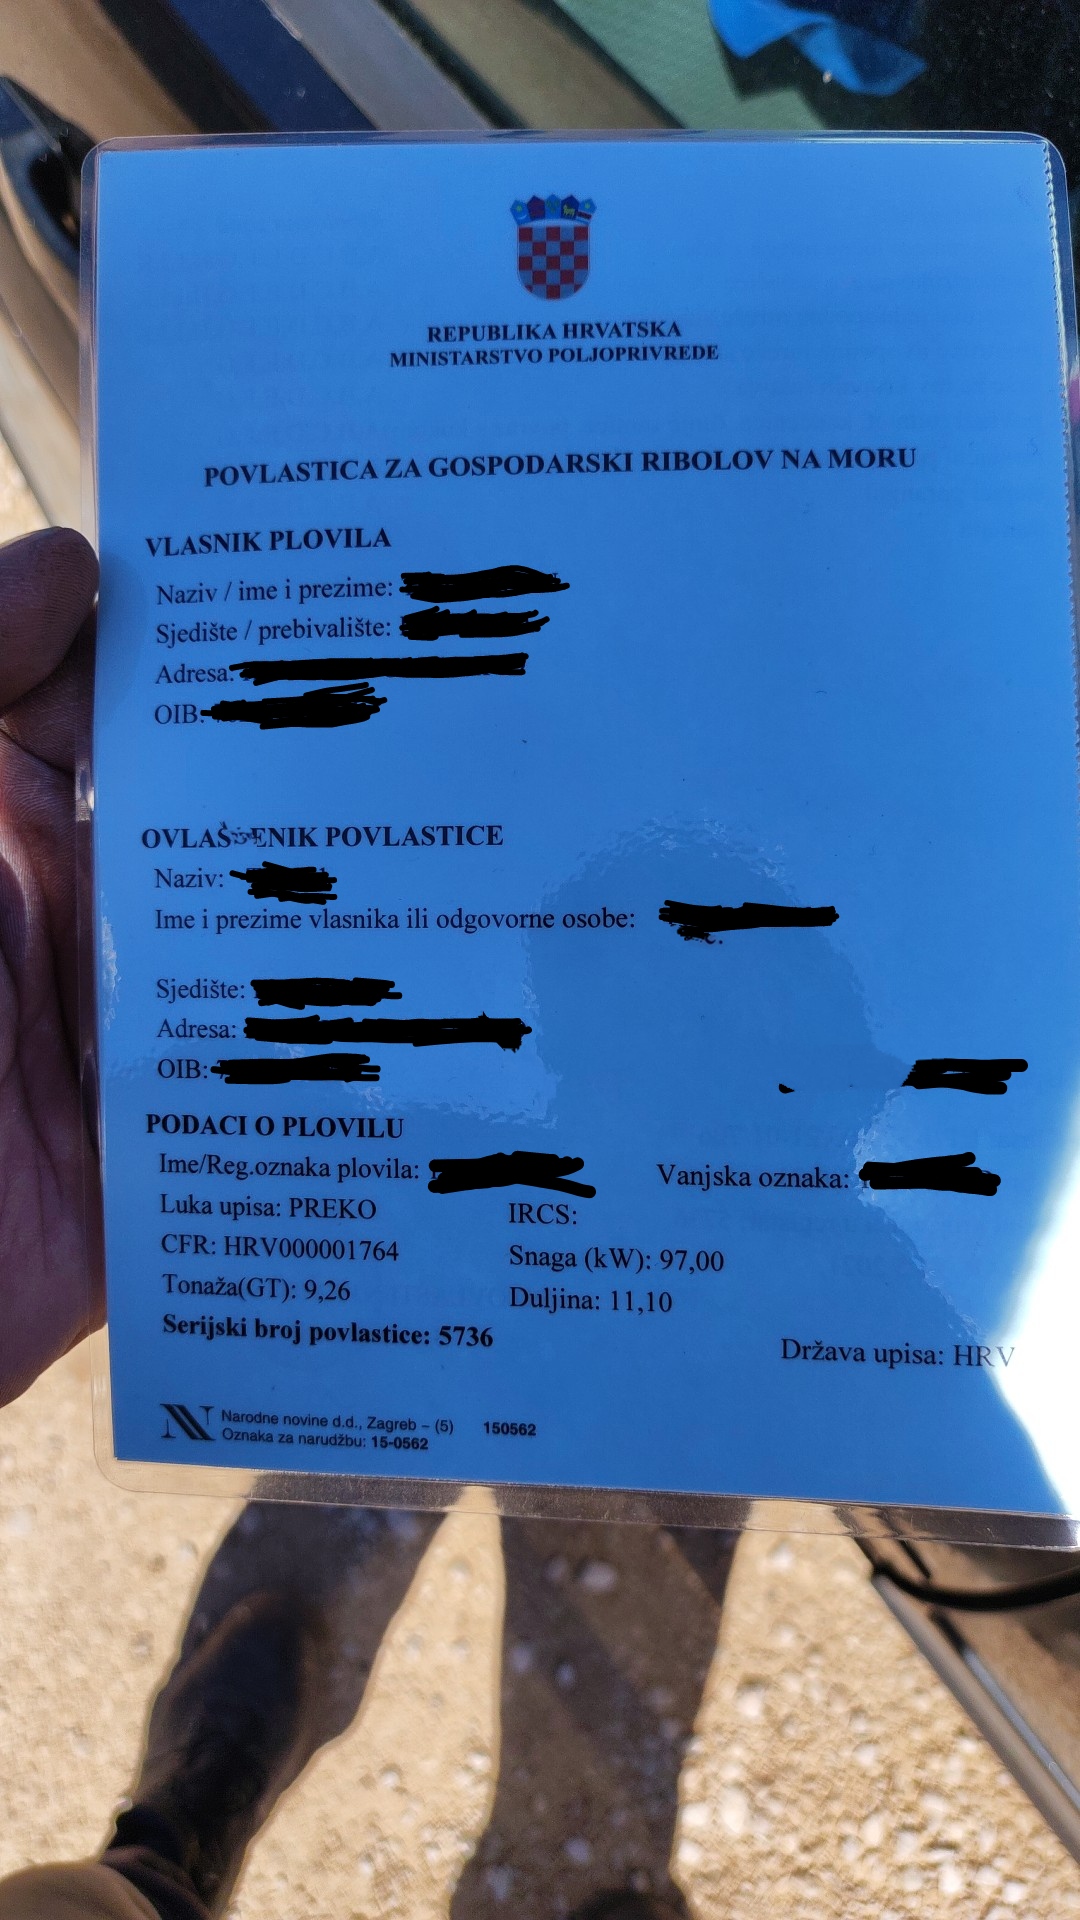 REPUBLIKA HRVATSKA
MINISTARSTVO POLJOPRIVREDE
POVLASTICA ZA GOSPODARSKI RIBOLOV NA MORU
VLASNIK PLOVILA
Naziv / ime i prezime:
Sjedište / prebivalište:
Adresa:
OIB:
POVLASTICE
Naziv:
Ime i prezime vlasnika ili odgovorne osobe:
Sjedište:
Adresa:
OIB:
PODACI O PLOVILU
Ime/Reg.oznaka plovila: Vanjska oznaka:
Luka upisa: PREKO IRCS:
CFR: HRV000001764 Snaga (kW): 97,00
Tonaža(GT): 9,26 Duljina: 11,10
Serijski broj povlastice: 5736
Država upisa: HRV
Narodne novine d.d., Zagreb – (5) 150562
Oznaka za narudžbu: 15-0562